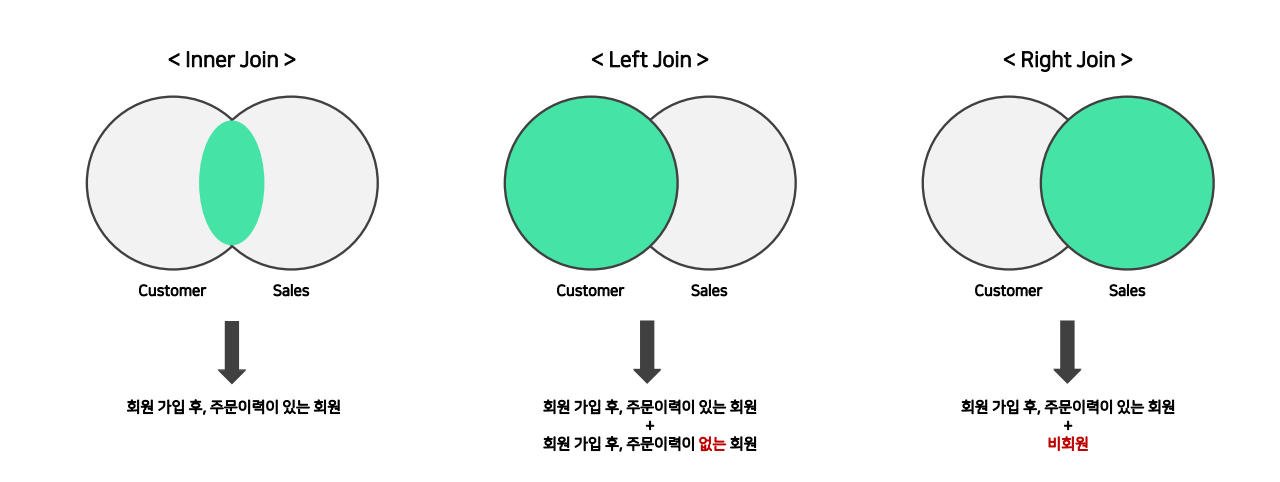 < Inner Join >
Customer
Sales
회원 가입 후, 주문이력이 있는 회원
< Left Join >
Customer
Sales
회원 가입 후, 주문이력이 있는 회원
+
회원 가입 후, 주문이력이 없는 회원
< Right Join >
Customer
Sales
회원 가입 후, 주문이력이 있는 회원
+
비회원